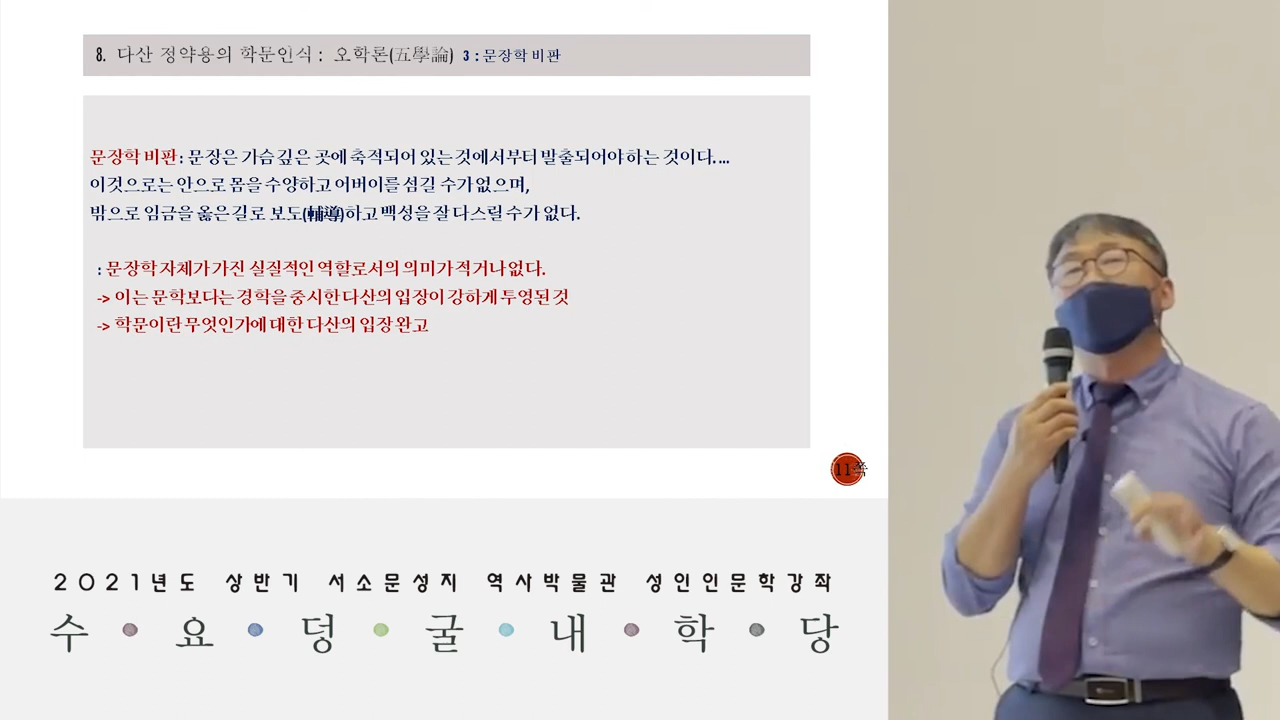 8. 다산 정약용의 학문인식 : 오학론(五學論) 3 : 문장학 비판
문장학 비판 : 문장은 가슴 깊은 곳에 축적되어 있는 것에서부터 발출되어야 하는 것이다. ...
이것으로는 안으로 몸을 수양하고 어버이를 섬길 수가 없으며,
밖으로 임금을 옳은 길로 보도(輔導)하고 백성을 잘 다스릴 수가 없다.
: 문장학 자체가 가진 실질적인 역할로서의 의미가 적거나 없다.
-> 이는 문학보다는 경학을 중시한 다산의 입장이 강하게 투영된 것
-> 학문이란 무엇인가에 대한 다산의 입장 완고
11쪽
2021년도 상반기 서소문성지 역사박물관 성인인문학강좌
수•요•덩•굴•내•학•당